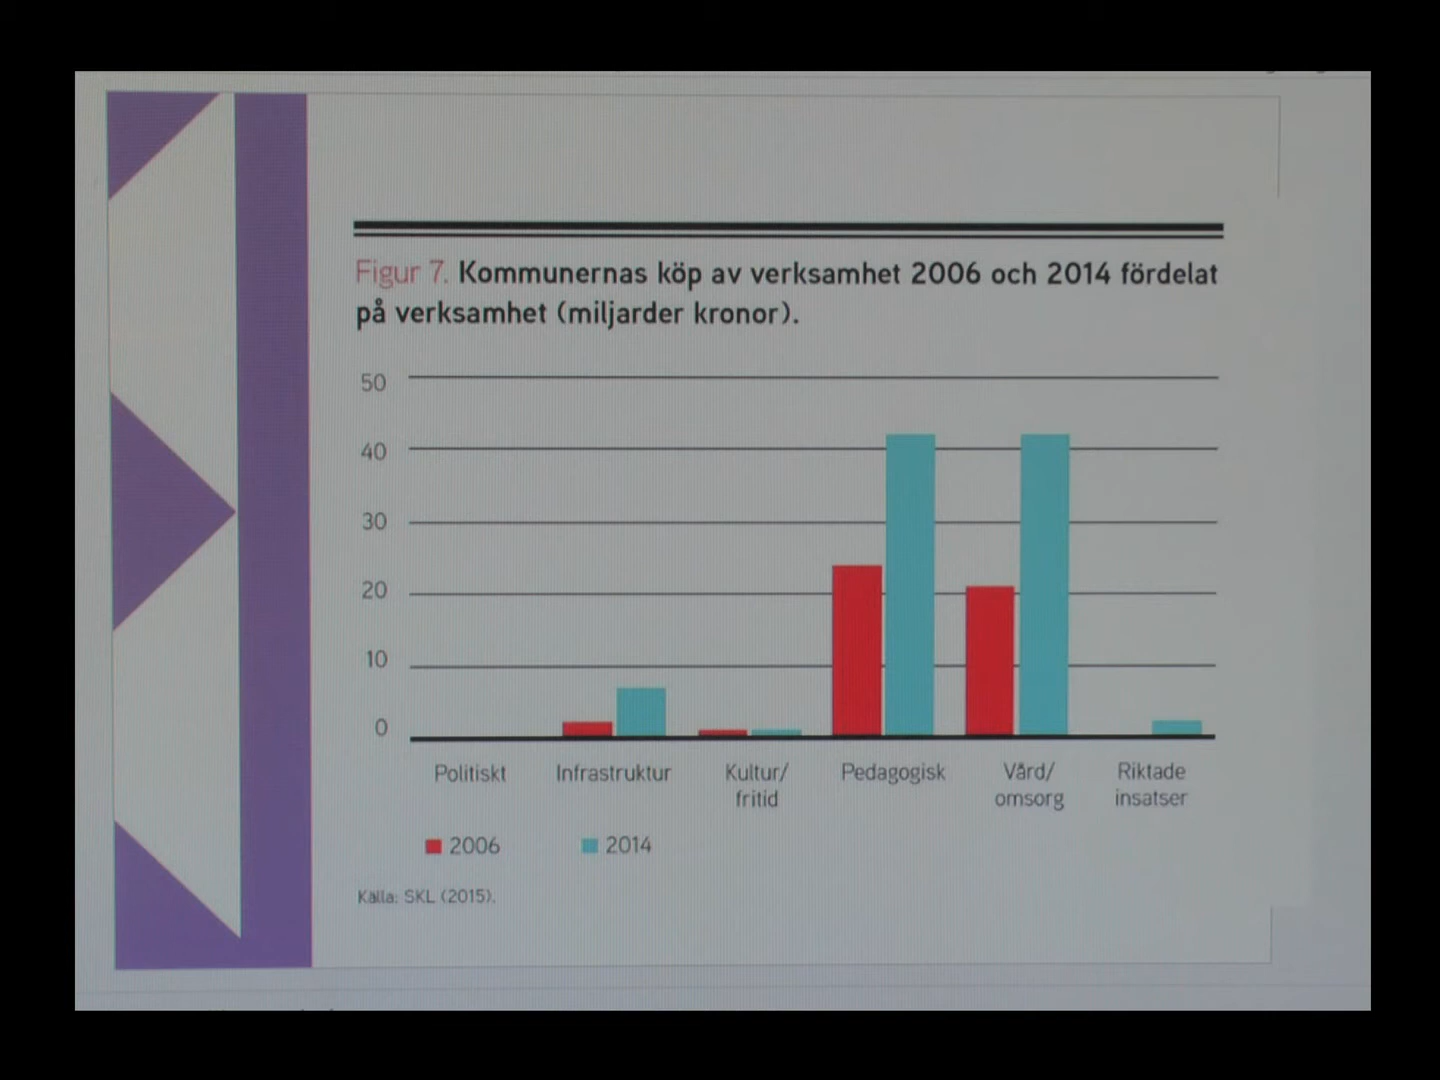 Figur 7. Kommunernas köp av verksamhet 2006 och 2014 fördelat
på verksamhet (miljarder kronor).
50
40
30
20
10
0
Politiskt
Infrastruktur
Kultur/
fritid
Pedagogisk
Vård/
omsorg
Riktade
insatser
2006
2014
Källa: SKL (2015).